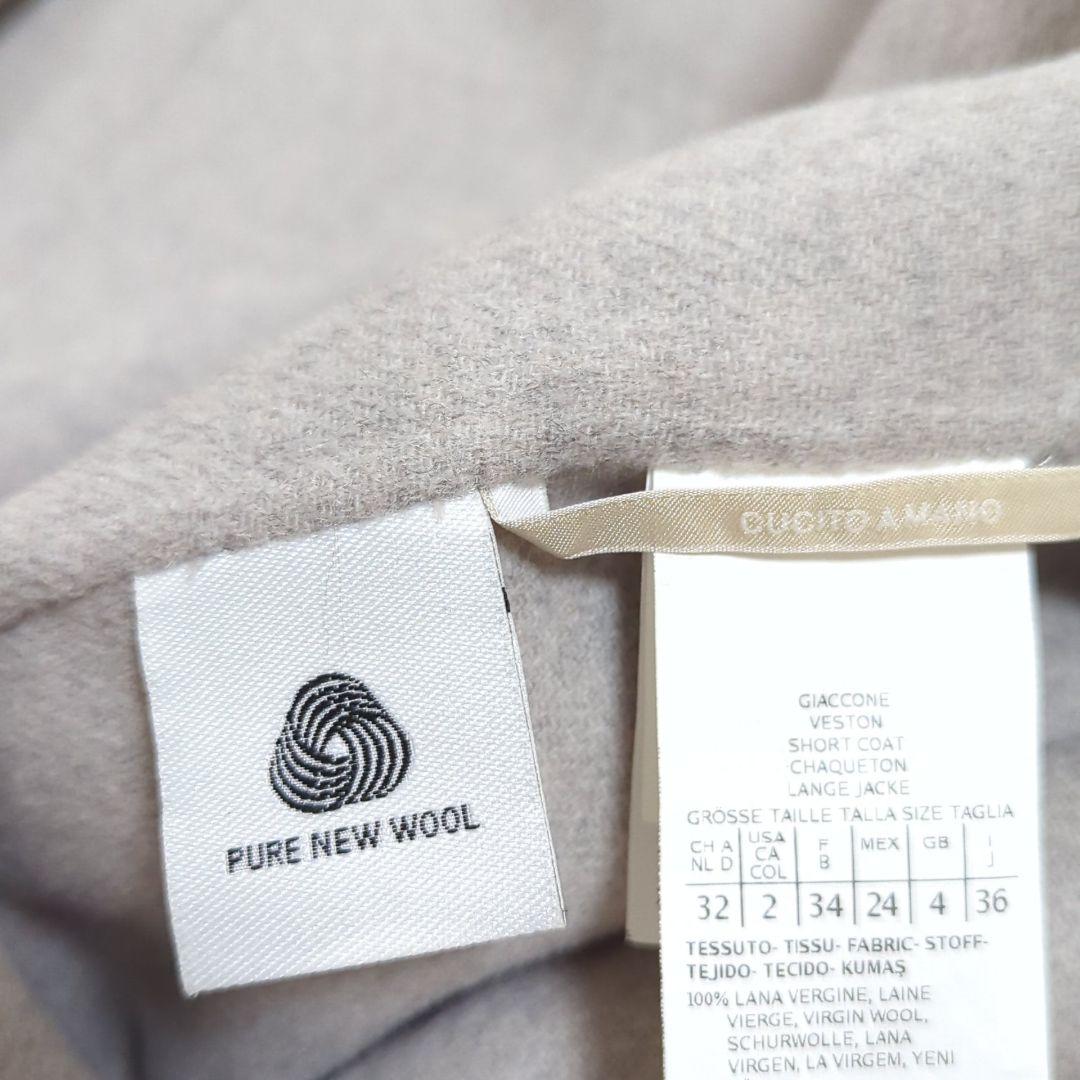 PURE NEW WOOL
CUCITO A MANO
GIACCONE
VESTON
SHORT COAT
CHAQUETON
LANGE JACKE
GRÖSSE TAILLE TALLA SIZE TAGLIA
CH A NL D USA CA COL F B MEX GB I J
32 2 34 24 4 36
TESSUTO- TISSU- FABRIC- STOFF-
TEJIDO- TECIDO- KUMAŞ
100% LANA VERGINE, LAINE
VIERGE, VIRGIN WOOL,
SCHURWOLLE, LANA
VIRGEN, LA VIRGEM, YENI